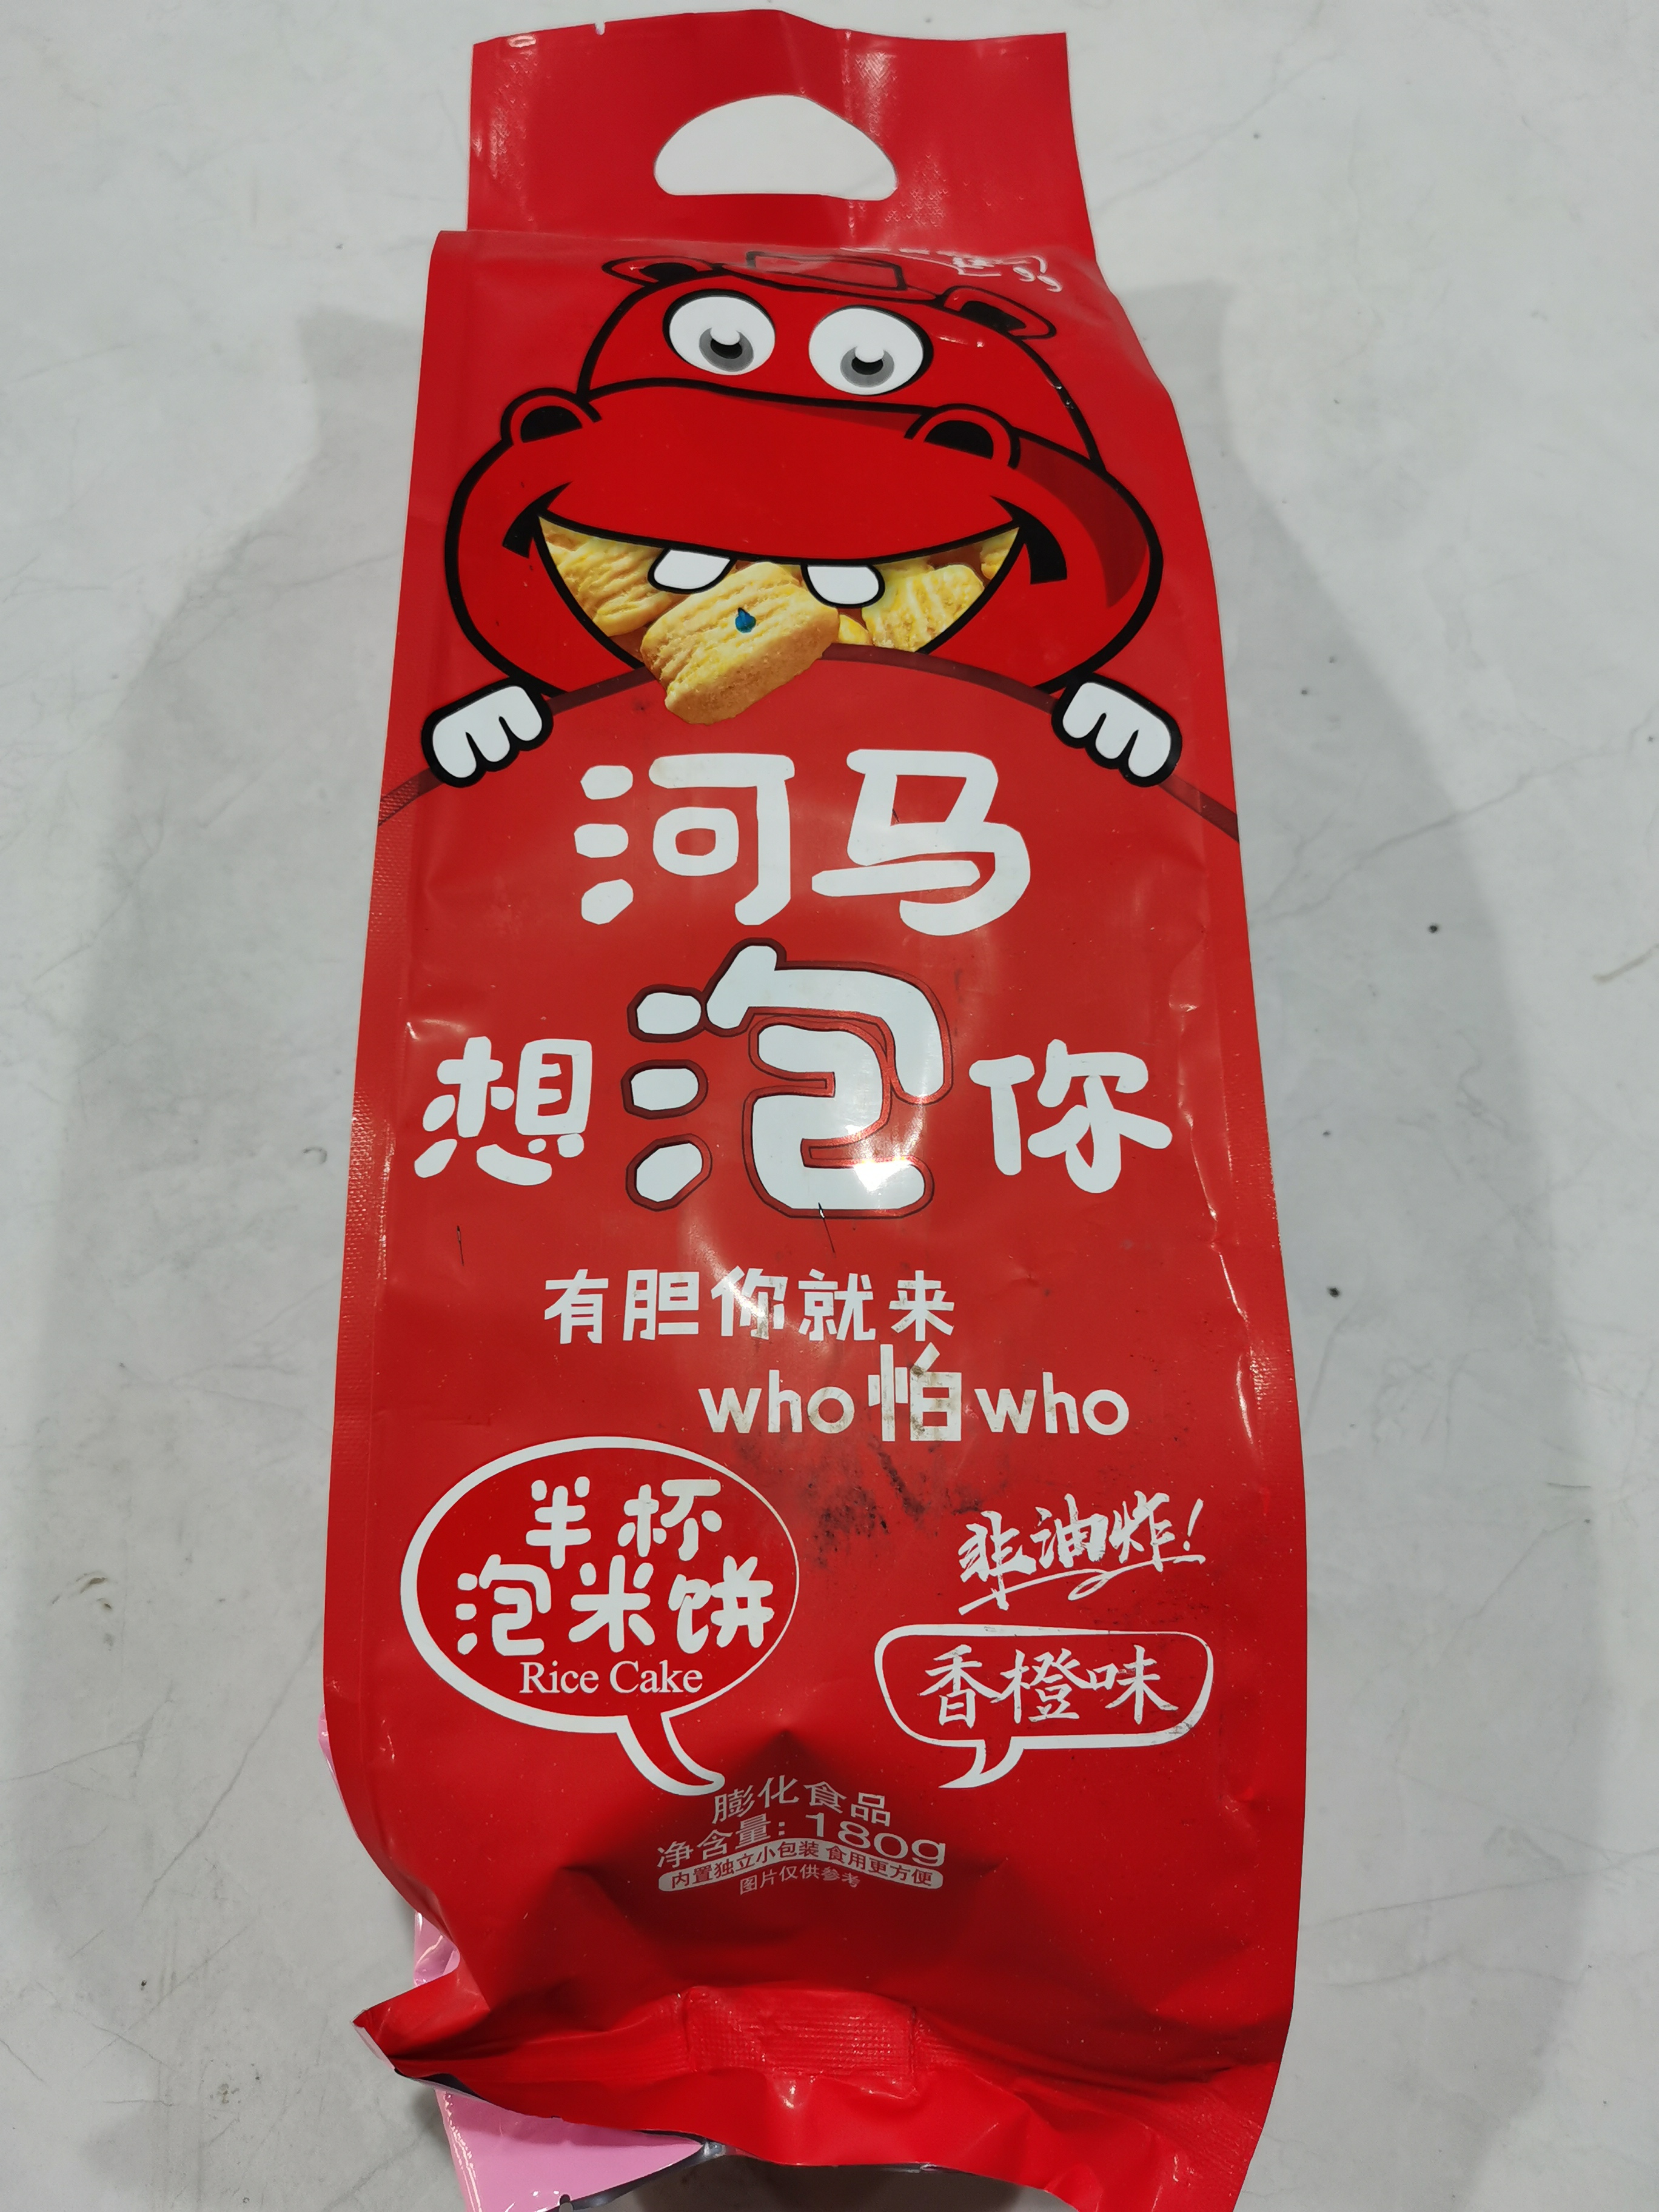 河马
想泡你
有胆你就来
who怕who
半杯
泡米饼
Rice Cake
非油炸!
香橙味
膨化食品
净含量:180g
内置独立小包装 食用更方便
图片仅供参考